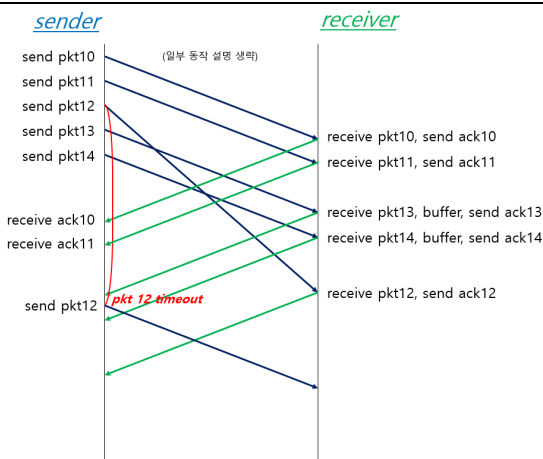 sender
receiver
send pkt10
(일부 동작 설명 생략)
send pkt11
send pkt12
send pkt13
receive pkt10, send ack10
send pkt14
receive pkt11, send ack11
receive ack10
receive pkt13, buffer, send ack13
receive ack11
receive pkt14, buffer, send ack14
receive pkt12, send ack12
send pkt12
pkt 12 timeout